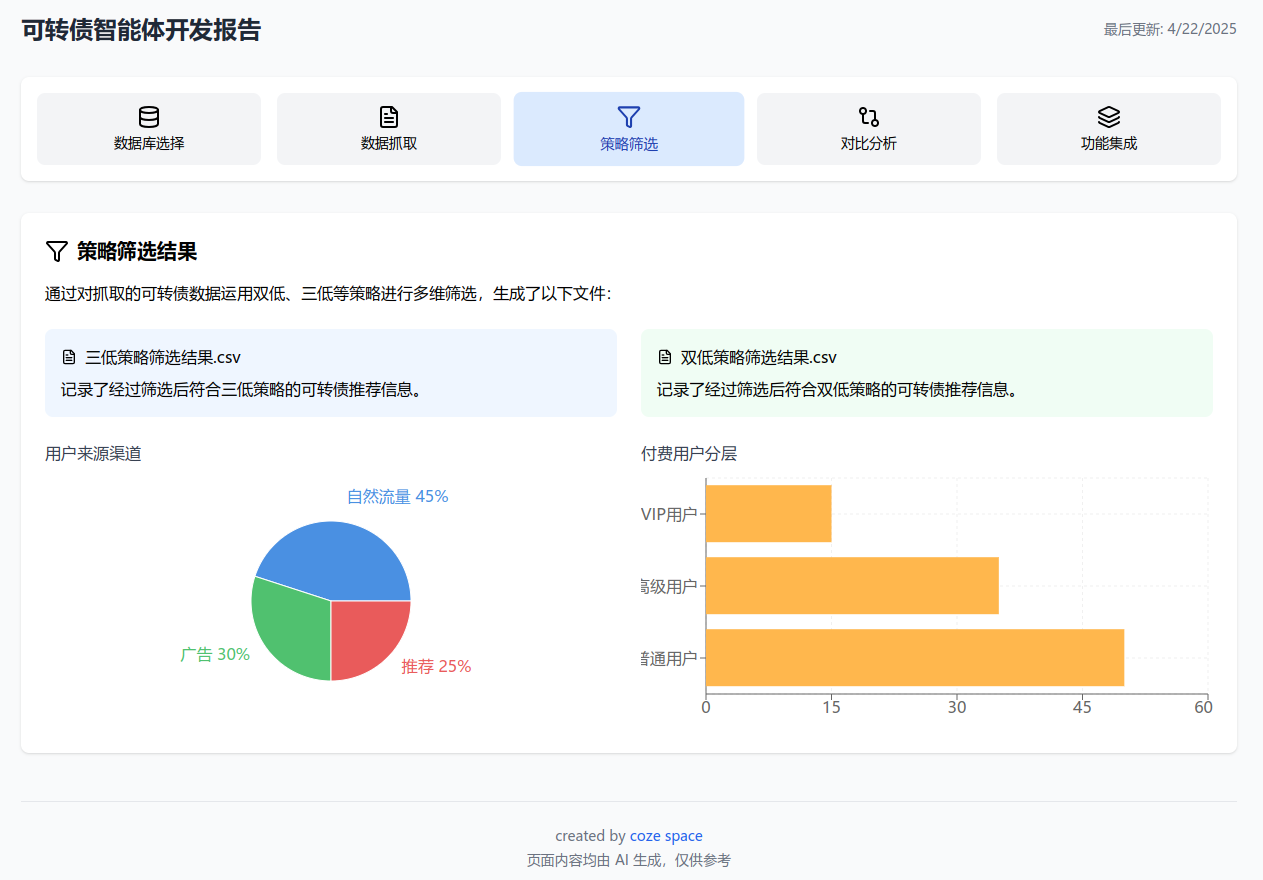 可转债智能体开发报告
最后更新: 4/22/2025
数据库选择
数据抓取
策略筛选
对比分析
功能集成
策略筛选结果
通过对抓取的可转债数据运用双低、三低等策略进行多维筛选，生成了以下文件：
三低策略筛选结果.csv
记录了经过筛选后符合三低策略的可转债推荐信息。
双低策略筛选结果.csv
记录了经过筛选后符合双低策略的可转债推荐信息。
用户来源渠道
自然流量 45%
广告 30%
推荐 25%
付费用户分层
VIP用户
高级用户
普通用户
0 15 30 45 60
created by coze space
页面内容均由 AI 生成，仅供参考